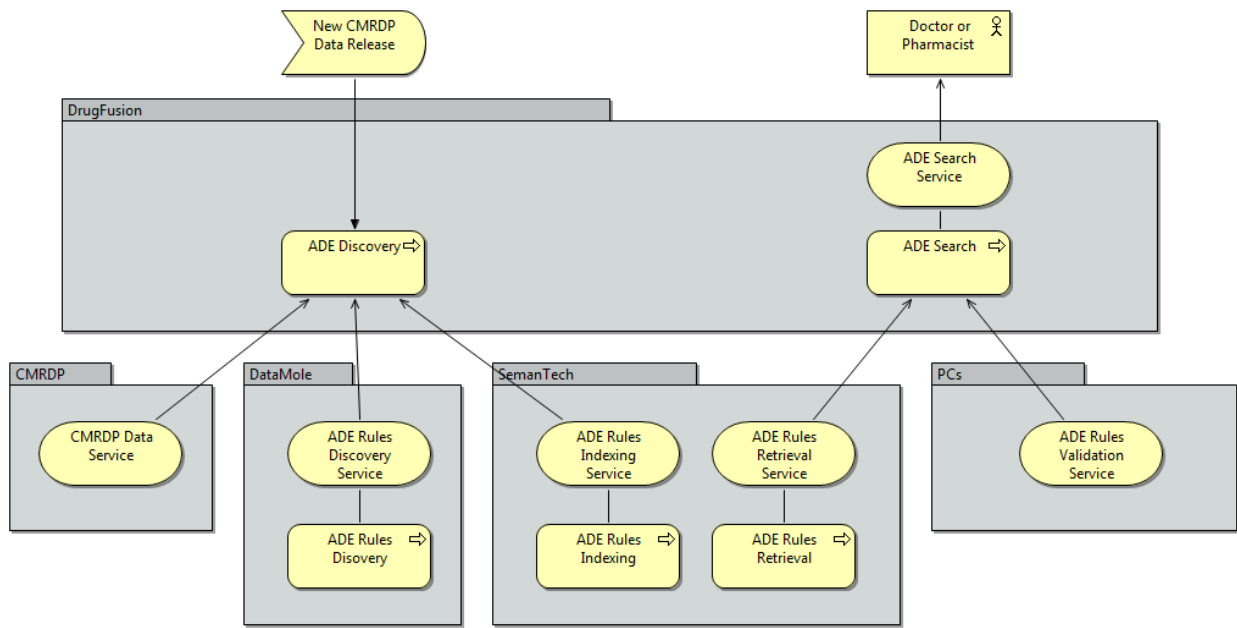 New CMRDP
Data Release
Doctor or
Pharmacist
DrugFusion
ADE Search
Service
ADE Discovery
ADE Search
CMRDP
DataMole
SemanTech
PCs
CMRDP Data
Service
ADE Rules
Discovery
Service
ADE Rules
Indexing
Service
ADE Rules
Retrieval
Service
ADE Rules
Validation
Service
ADE Rules
Disovery
ADE Rules
Indexing
ADE Rules
Retrieval